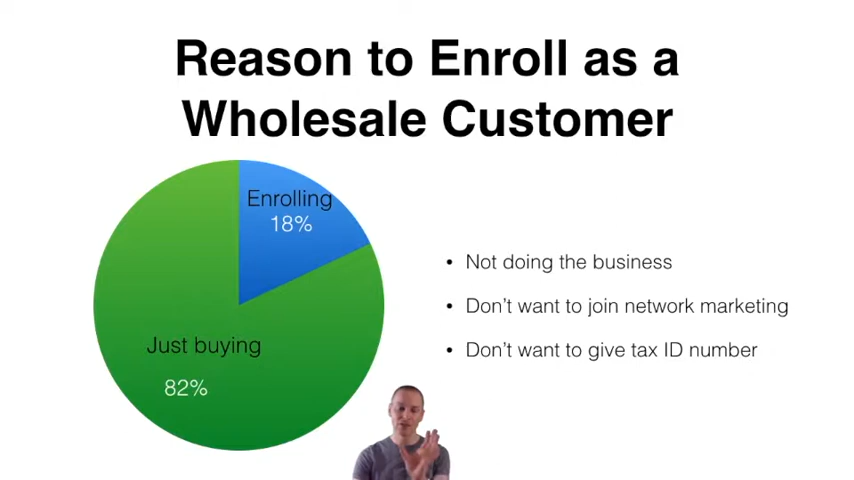 Reason to Enroll as a
Wholesale Customer
Enrolling
18%
Just buying
82%
• Not doing the business
• Don't want to join network marketing
• Don't want to give tax ID number